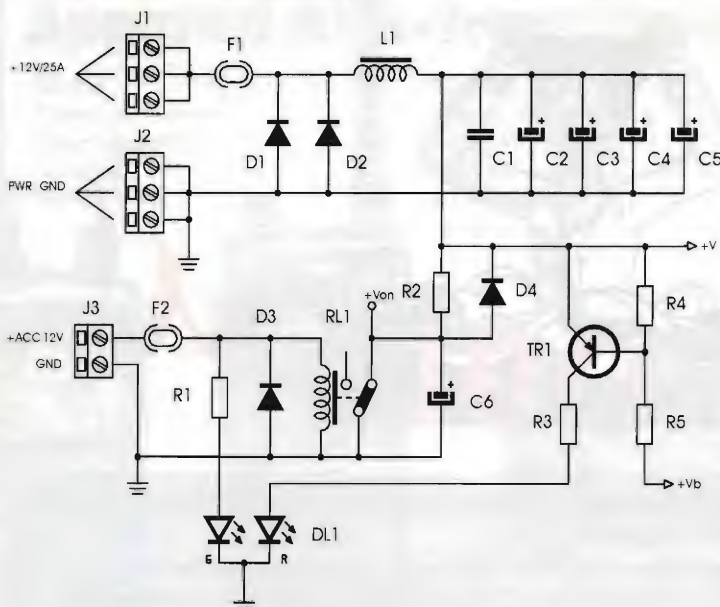 J1
F1
L1
+12V/25A
J2
D1
D2
C1
+
C2
+
C3
+
C4
+
C5
PWR GND
+V
J3
F2
D3
+Von
RL1
R2
D4
R4
+ACC 12V
GND
R1
TR1
+
C6
R3
R5
+Vb
G
R
DL1